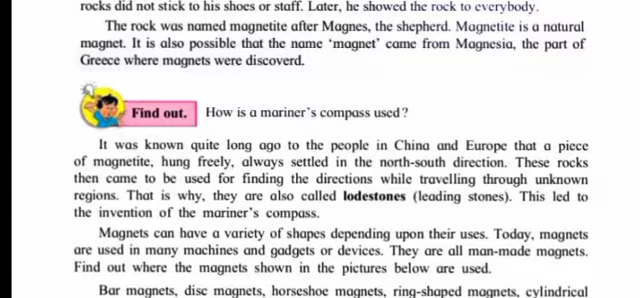 rocks did not stick to his shoes or staff. Later, he showed the rock to everybody.
The rock was named magnetite after Magnes, the shepherd. Magnetite is a natural
magnet. It is also possible that the name ‘magnet’ came from Magnesia, the part of
Greece where magnets were discoverd.
Find out. How is a mariner’s compass used?
It was known quite long ago to the people in China and Europe that a piece
of magnetite, hung freely, always settled in the north-south direction. These rocks
then came to be used for finding the directions while travelling through unknown
regions. That is why, they are also called lodestones (leading stones). This led to
the invention of the mariner’s compass.
Magnets can have a variety of shapes depending upon their uses. Today, magnets
are used in many machines and gadgets or devices. They are all man-made magnets.
Find out where the magnets shown in the pictures below are used.
Bar magnets, disc magnets, horseshoe magnets, ring-shaped magnets, cylindrical